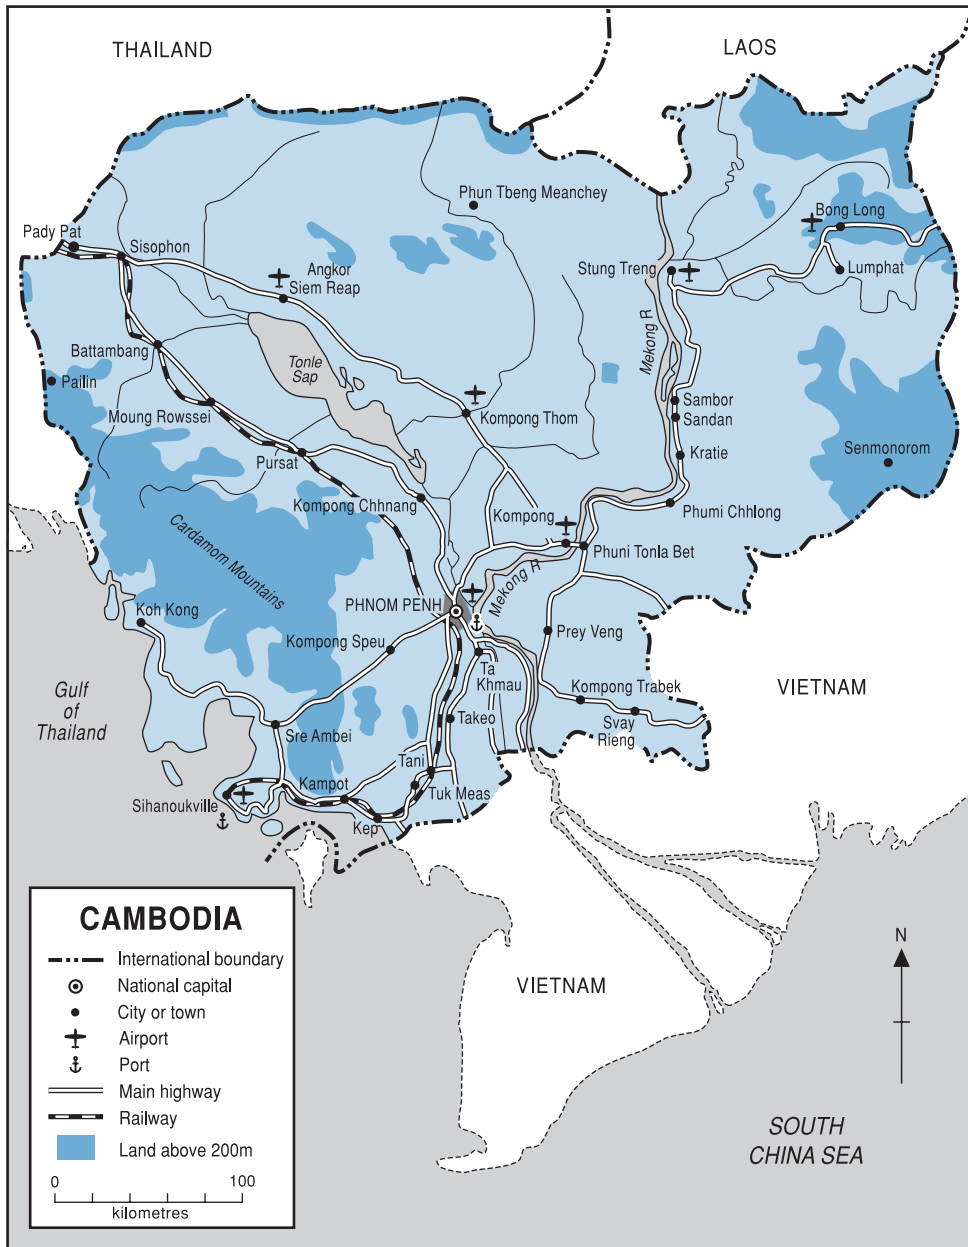 THAILAND
LAOS
Phun Tbeng Meanchey
Bong Long
Pady Pat
Sisophon
Angkor
Siem Reap
Stung Treng
Lumphat
Mekong R
Battambang
Tonle
Sap
Pailin
Moung Rowssei
Kompong Thom
Sambor
Sandan
Pursat
Kratie
Senmonorom
Kompong Chhnang
Kompong
Phumi Chhlong
Cardamom Mountains
Phuni Tonla Bet
Mekong R
PHNOM PENH
Koh Kong
Prey Veng
Kompong Speu
Ta
Khmau
Kompong Trabek
VIETNAM
Gulf
of
Thailand
Takeo
Svay
Rieng
Sre Ambei
Tani
Kampot
Tuk Meas
Sihanoukville
Kep
CAMBODIA
International boundary
National capital
City or town
Airport
Port
Main highway
Railway
Land above 200m
0 100
kilometres
VIETNAM
N
SOUTH
CHINA SEA